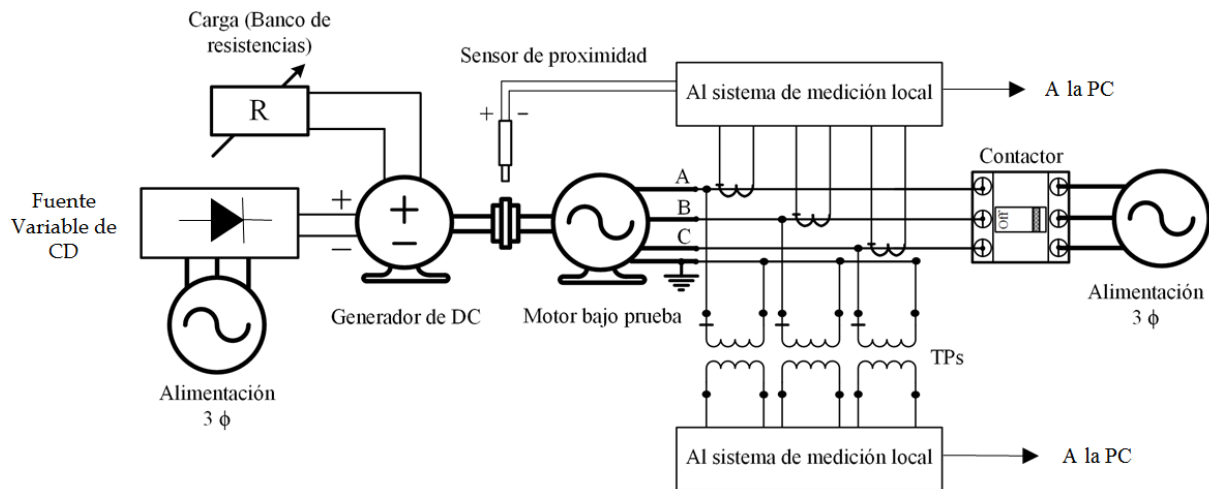 Carga (Banco de
resistencias)
R
Sensor de proximidad
+ −
Al sistema de medición local
A la PC
Contactor
Off
Fuente
Variable de
CD
+
−
+
−
A
B
C
Generador de DC
Motor bajo prueba
Alimentación
3 ϕ
TPs
Alimentación
3 ϕ
Al sistema de medición local
A la PC